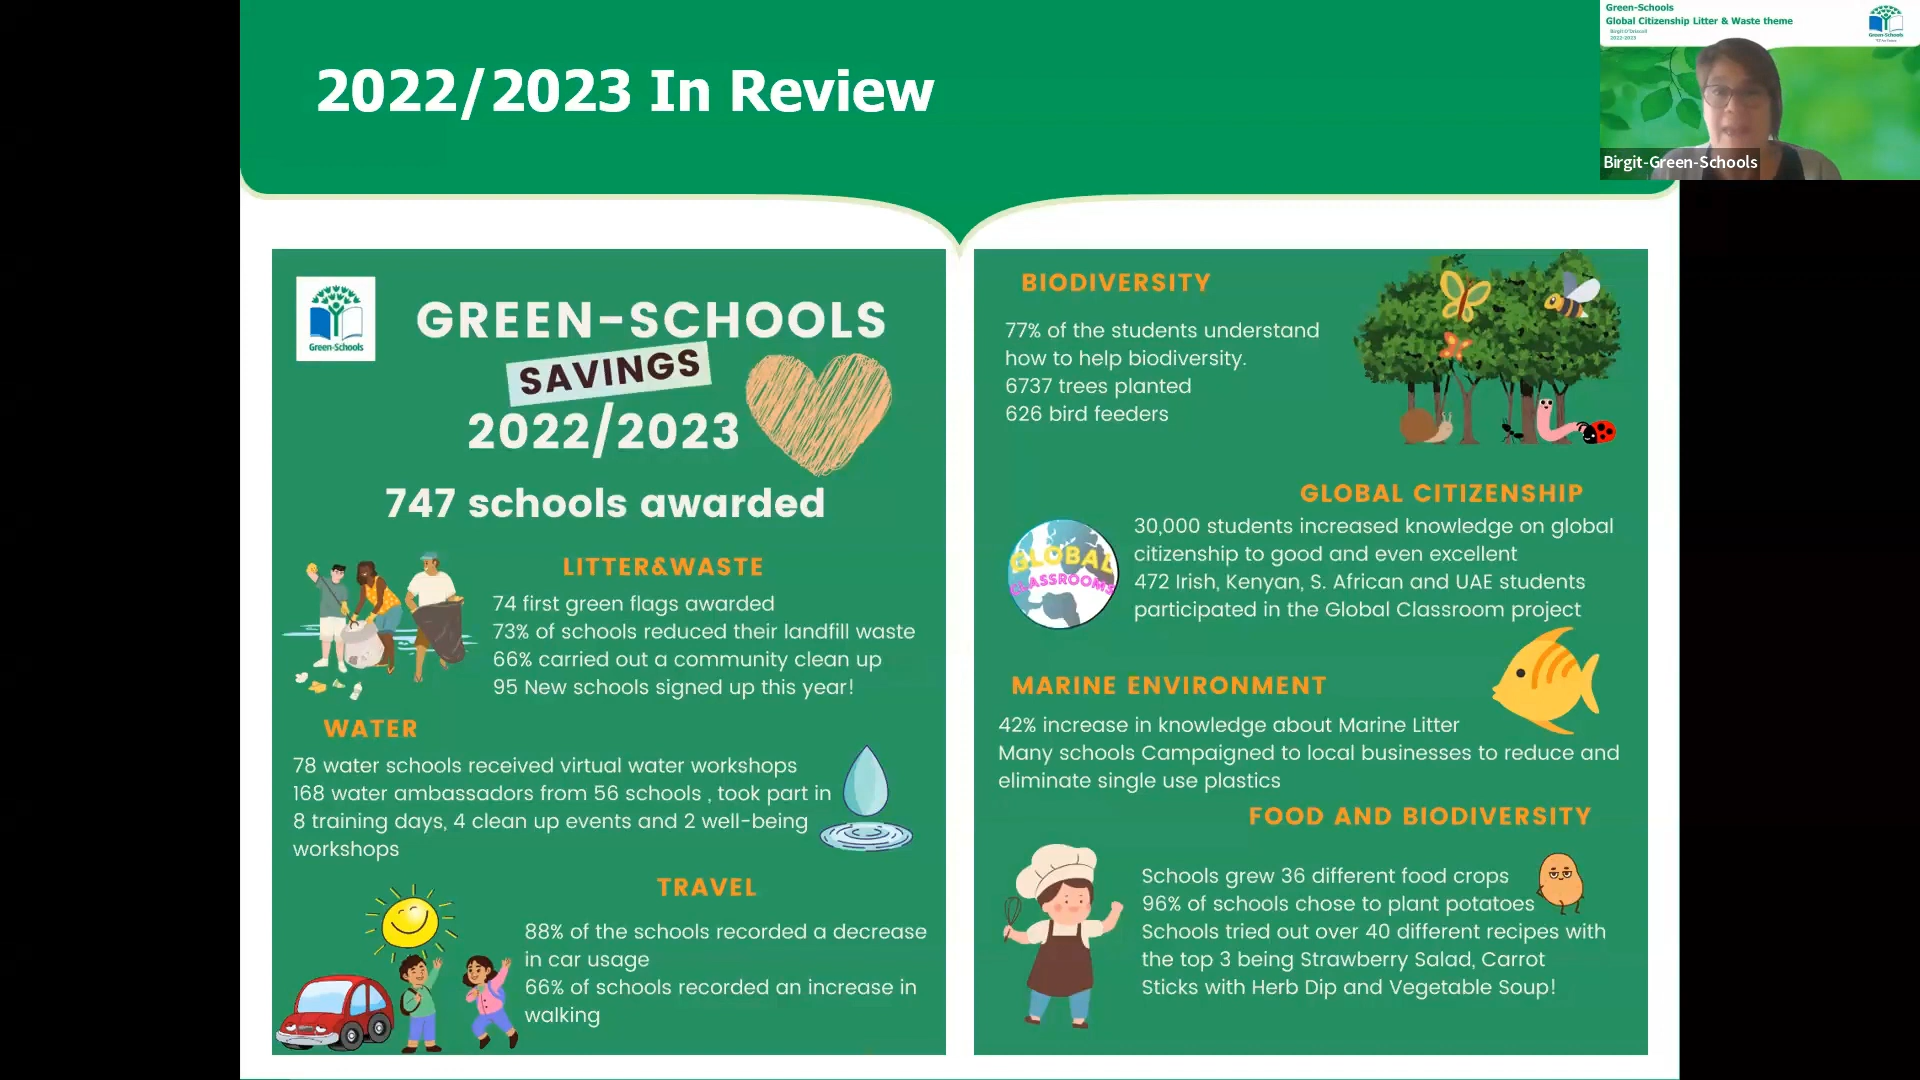 2022/2023 In Review
Green-Schools
Global Citizenship Litter & Waste theme
Birgit O'Driscoll
2022-2023
Green-Schools
Birgit-Green-Schools
Green-Schools
GREEN-SCHOOLS
SAVINGS
2022/2023
747 schools awarded
LITTER&WASTE
74 first green flags awarded
73% of schools reduced their landfill waste
66% carried out a community clean up
95 New schools signed up this year!
WATER
78 water schools received virtual water workshops
168 water ambassadors from 56 schools , took part in
8 training days, 4 clean up events and 2 well-being
workshops
TRAVEL
88% of the schools recorded a decrease
in car usage
66% of schools recorded an increase in
walking
BIODIVERSITY
77% of the students understand
how to help biodiversity.
6737 trees planted
626 bird feeders
GLOBAL CITIZENSHIP
GLOBAL
CLASSROOMS
30,000 students increased knowledge on global
citizenship to good and even excellent
472 Irish, Kenyan, S. African and UAE students
participated in the Global Classroom project
MARINE ENVIRONMENT
42% increase in knowledge about Marine Litter
Many schools Campaigned to local businesses to reduce and
eliminate single use plastics
FOOD AND BIODIVERSITY
Schools grew 36 different food crops
96% of schools chose to plant potatoes
Schools tried out over 40 different recipes with
the top 3 being Strawberry Salad, Carrot
Sticks with Herb Dip and Vegetable Soup!